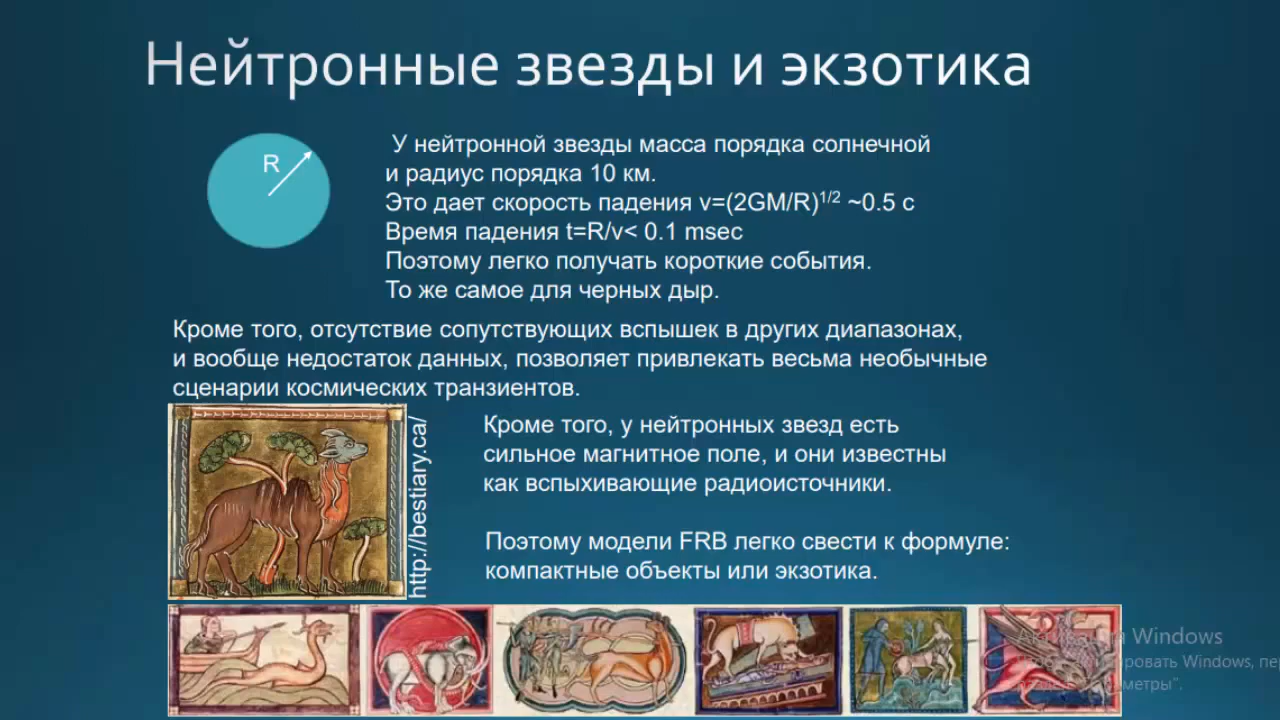 Нейтронные звезды и экзотика
R
У нейтронной звезды масса порядка солнечной
и радиус порядка 10 км.
Это дает скорость падения v=(2GM/R)1/2 ~0.5 c
Время падения t=R/v< 0.1 msec
Поэтому легко получать короткие события.
То же самое для черных дыр.
Кроме того, отсутствие сопутствующих вспышек в других диапазонах,
и вообще недостаток данных, позволяет привлекать весьма необычные
сценарии космических транзиентов.
http://bestiary.ca/
Кроме того, у нейтронных звезд есть
сильное магнитное поле, и они известны
как вспыхивающие радиоисточники.
Поэтому модели FRB легко свести к формуле:
компактные объекты или экзотика.
Windows
Windows,